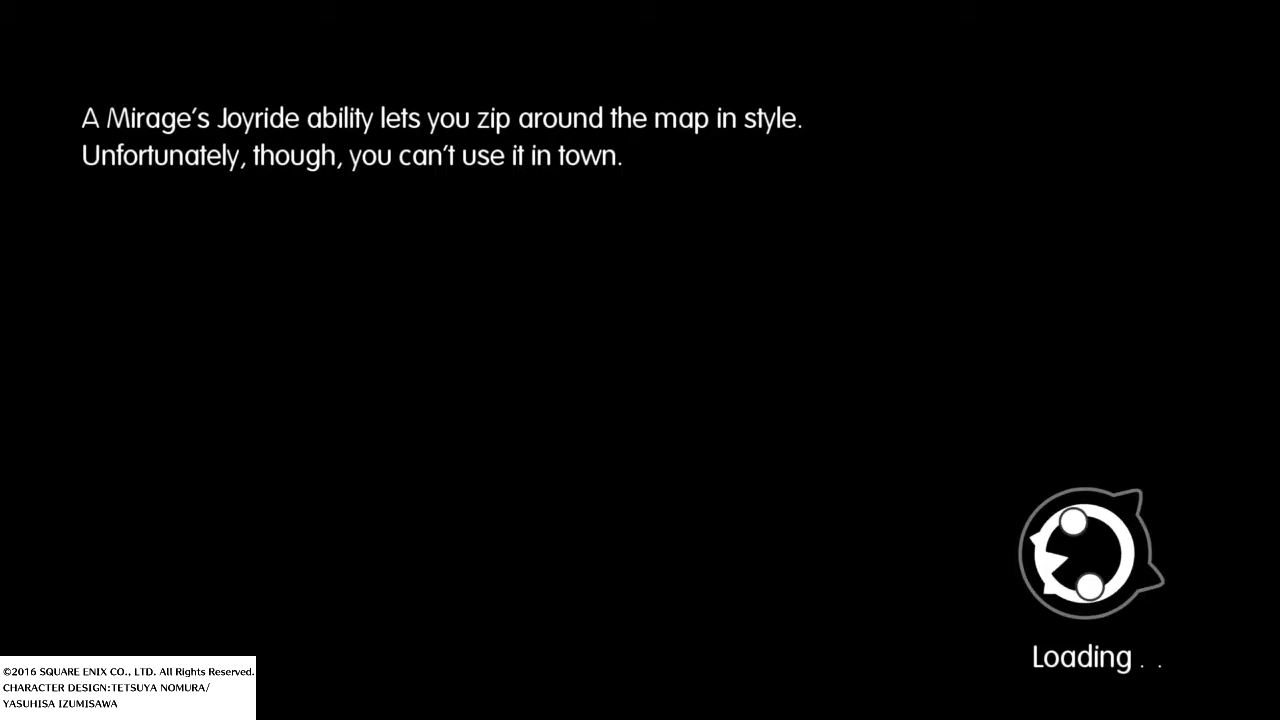 A Mirage's Joyride ability lets you zip around the map in style.
Unfortunately, though, you can't use it in town.
Loading . .
©2016 SQUARE ENIX CO., LTD. All Rights Reserved.
CHARACTER DESIGN:TETSUYA NOMURA/
YASUHISA IZUMISAWA